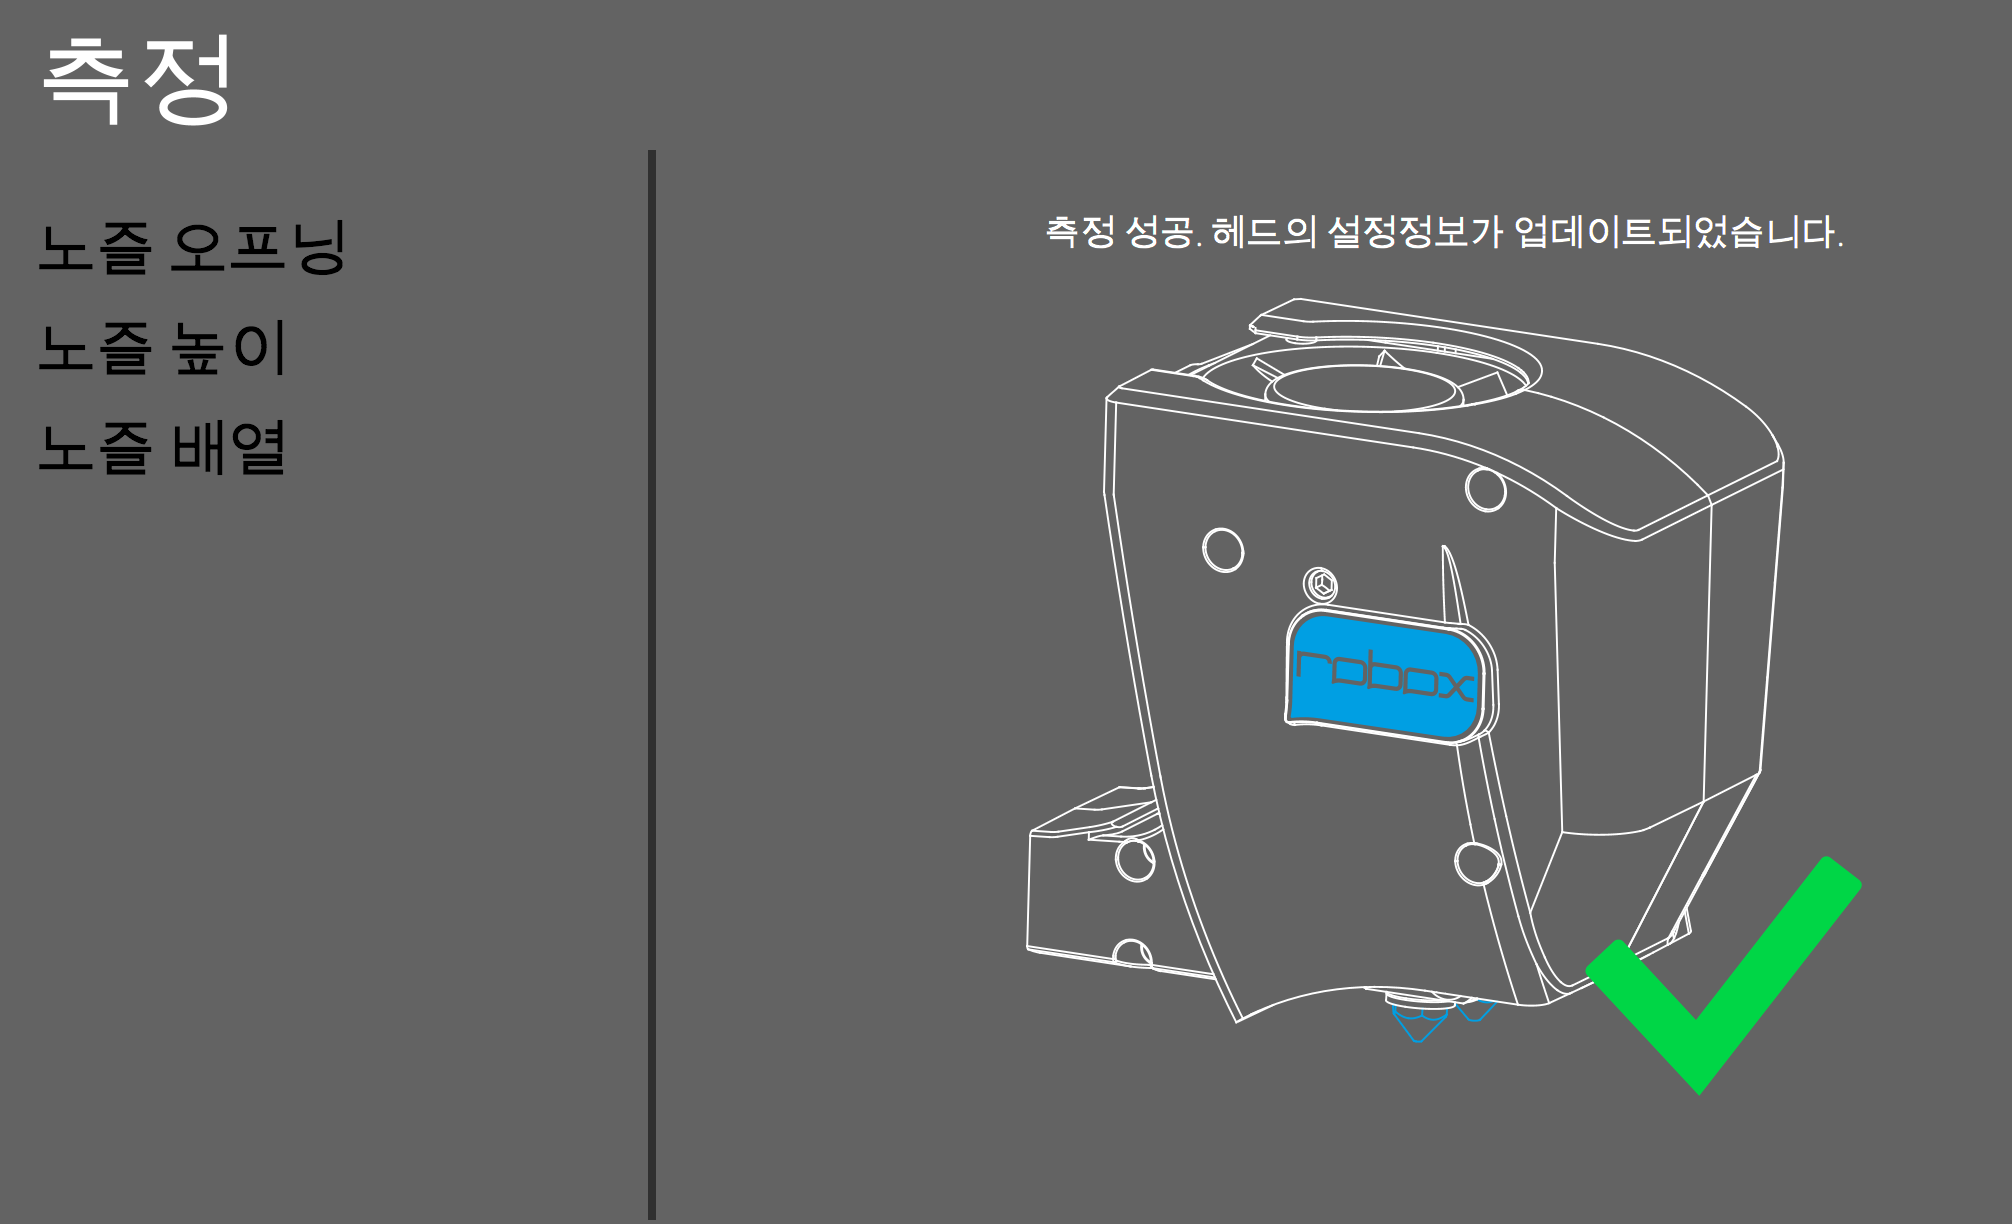 측정
노즐 오프닝
노즐 높이
노즐 배열
측정 성공. 헤드의 설정정보가 업데이트되었습니다.
robox